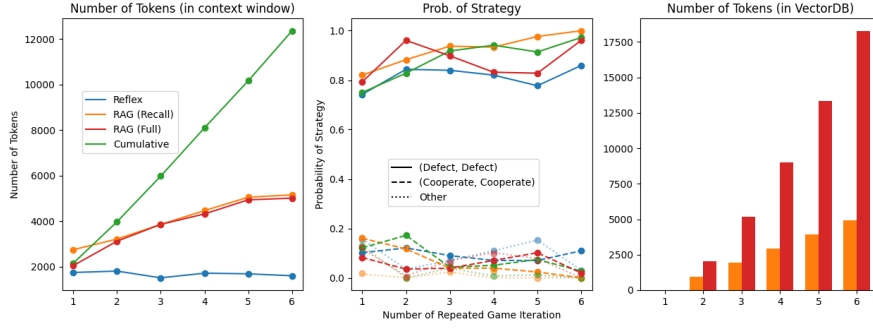 Number of Tokens (in context window)
Number of Tokens
12000
10000
8000
6000
4000
2000
Reflex
RAG (Recall)
RAG (Full)
Cumulative
1 2 3 4 5 6
Prob. of Strategy
Probability of Strategy
1.0
0.8
0.6
0.4
0.2
0.0
(Defect, Defect)
(Cooperate, Cooperate)
Other
1 2 3 4 5 6
Number of Repeated Game Iteration
Number of Tokens (in VectorDB)
17500
15000
12500
10000
7500
5000
2500
0
1 2 3 4 5 6